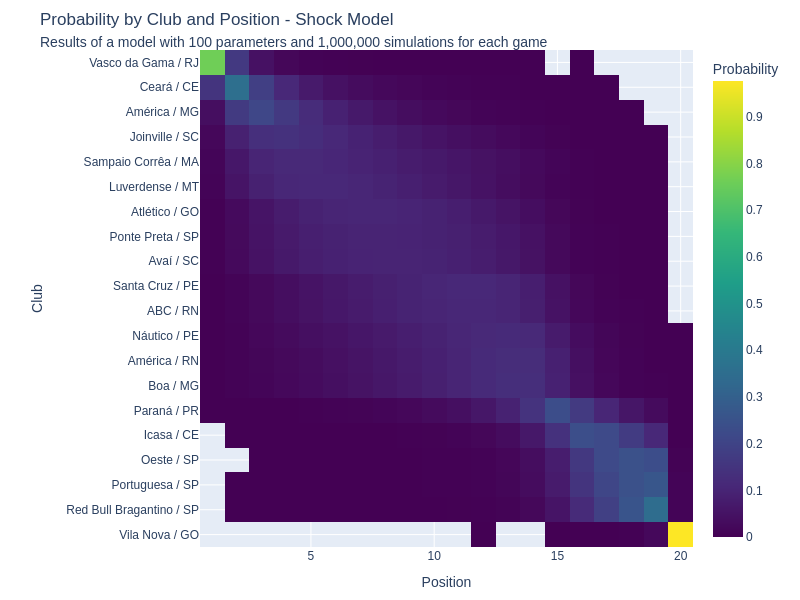 Probability by Club and Position - Shock Model
Results of a model with 100 parameters and 1,000,000 simulations for each game
Probability
Vasco da Gama / RJ
Ceará / CE
América / MG
Joinville / SC
Sampaio Corrêa / MA
Luverdense / MT
Atlético / GO
Ponte Preta / SP
Avaí / SC
Santa Cruz / PE
ABC / RN
Náutico / PE
América / RN
Boa / MG
Paraná / PR
Icasa / CE
Oeste / SP
Portuguesa / SP
Red Bull Bragantino / SP
Vila Nova / GO
Club
5
10
15
20
Position
0.9
0.8
0.7
0.6
0.5
0.4
0.3
0.2
0.1
0